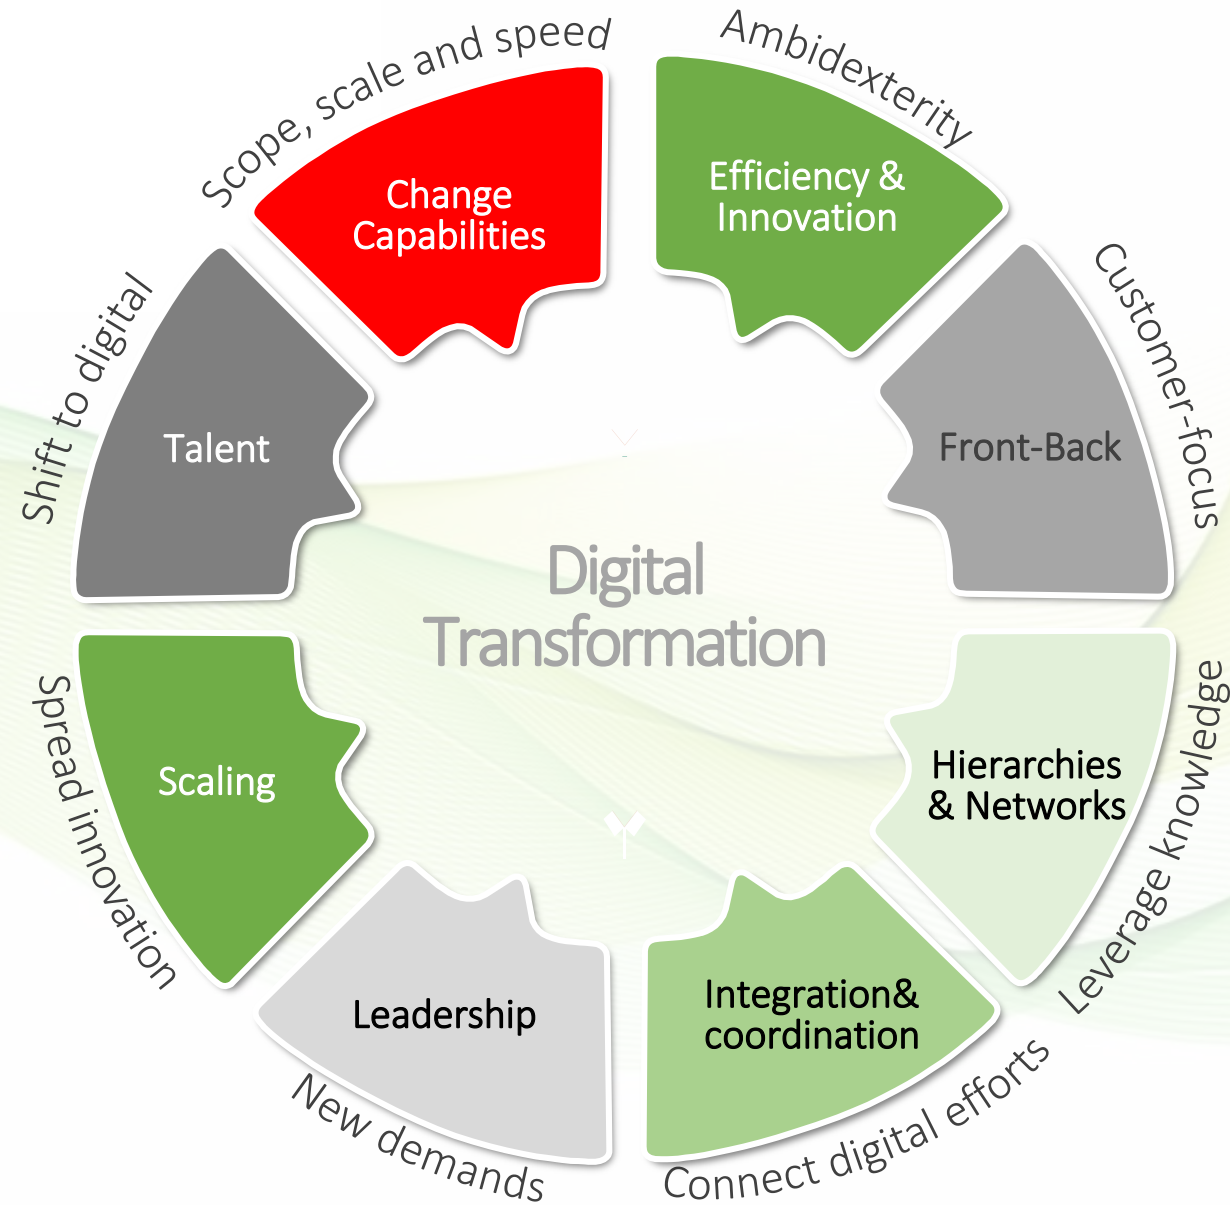 Scope, scale and speed
Ambidexterity
Change
Capabilities
Efficiency &
Innovation
Shift to digital
Customer-focus
Talent
Front-Back
Digital
Transformation
Scaling
Hierarchies
& Networks
Spread innovation
Leverage knowledge
Leadership
Integration&
coordination
New demands
Connect digital efforts